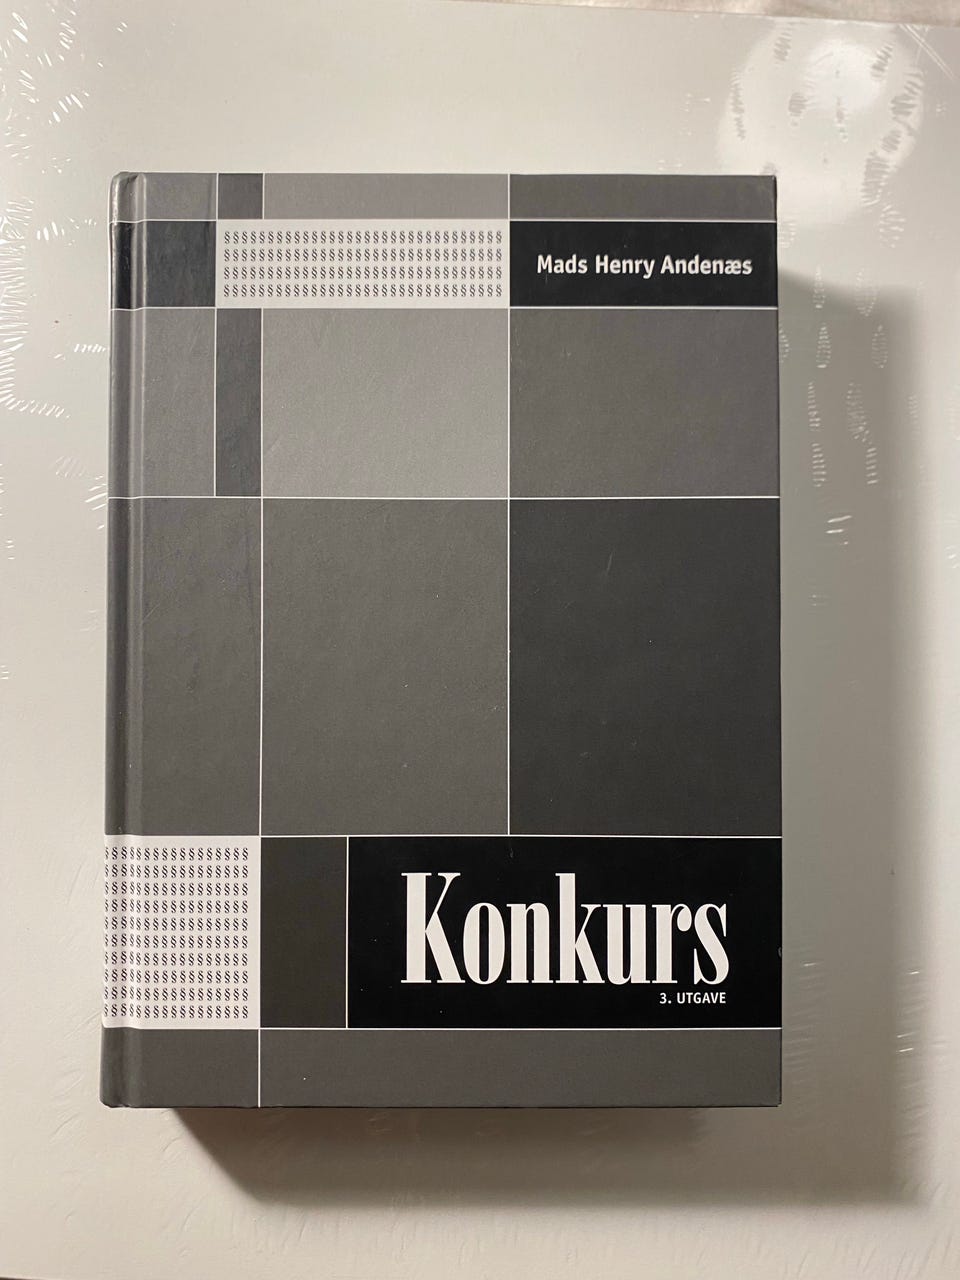 Mads Henry Andenæs
Konkurs
3. UTGAVE